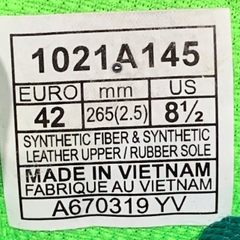 1021A145
EURO mm US
42 265(2.5) 8½
SYNTHETIC FIBER & SYNTHETIC
LEATHER UPPER / RUBBER SOLE
MADE IN VIETNAM
FABRIQUE AU VIETNAM
A670319 YV